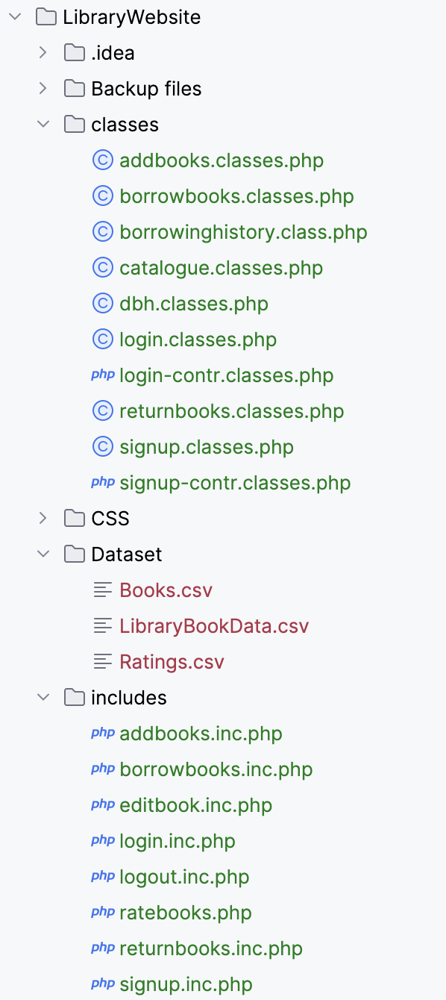 LibraryWebsite
.idea
Backup files
classes
C addbooks.classes.php
C borrowbooks.classes.php
C borrowinghistory.class.php
C catalogue.classes.php
C dbh.classes.php
C login.classes.php
php login-contr.classes.php
C returnbooks.classes.php
C signup.classes.php
php signup-contr.classes.php
CSS
Dataset
Books.csv
LibraryBookData.csv
Ratings.csv
includes
php addbooks.inc.php
php borrowbooks.inc.php
php editbook.inc.php
php login.inc.php
php logout.inc.php
php ratebooks.php
php returnbooks.inc.php
php signup.inc.php